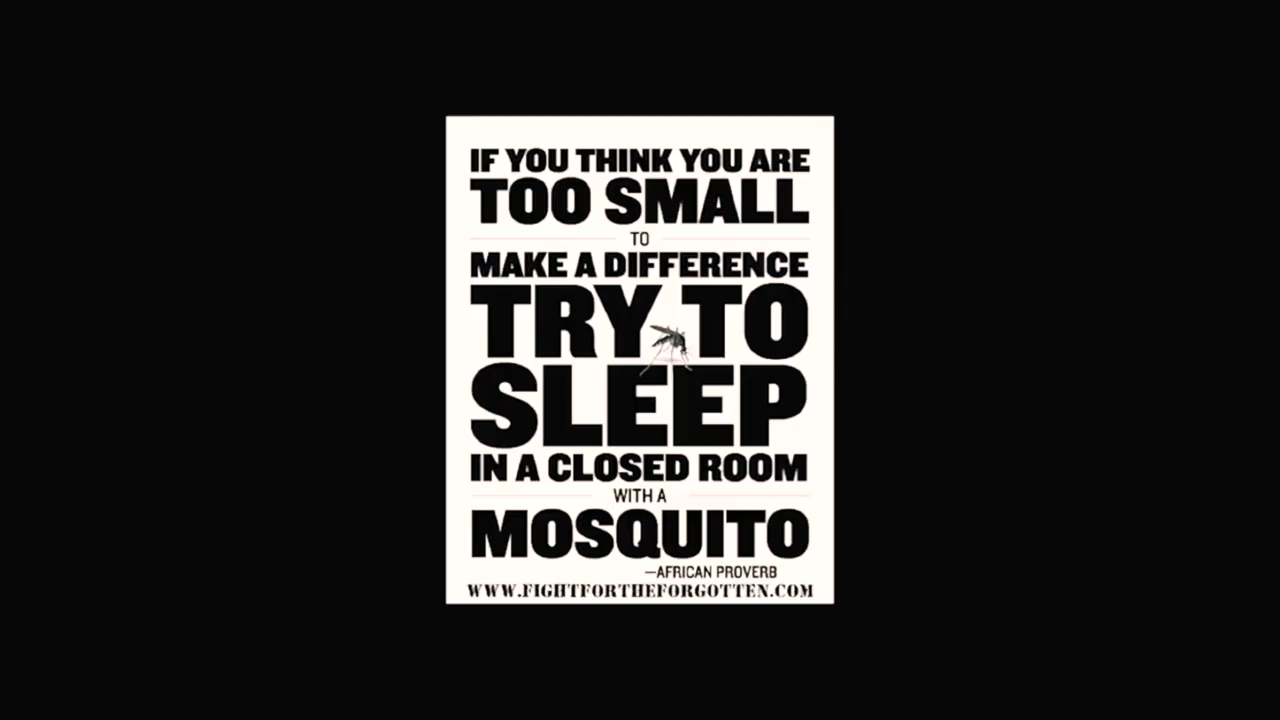 IF YOU THINK YOU ARE
TOO SMALL
TO
MAKE A DIFFERENCE
TRY TO
SLEEP
IN A CLOSED ROOM
WITH A
MOSQUITO
—AFRICAN PROVERB
WWW.FIGHTFORTHEFORGOTTEN.COM